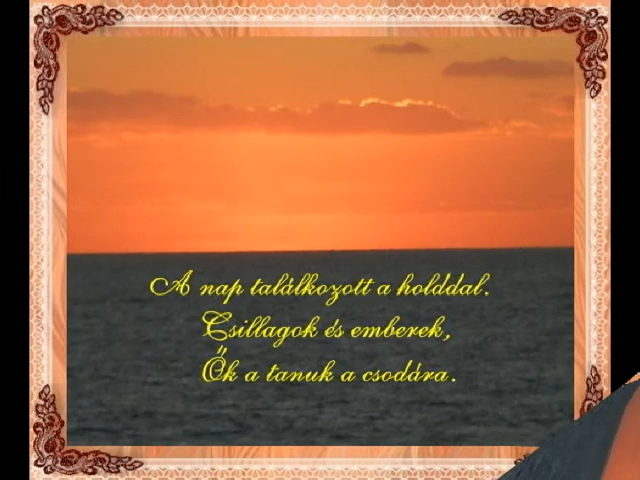 A nap találkozott a holddal.
Csillagok és emberek,
Ők a tanuk a csodára.